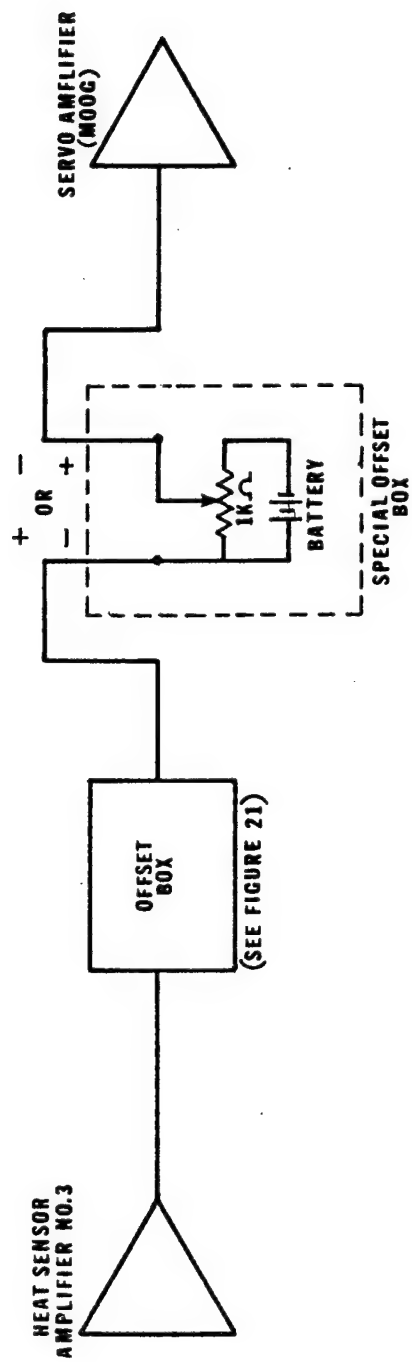 HEAT SENSOR
AMPLIFIER NO.3
OFFSET
BOX
(SEE FIGURE 21)
+ −
OR
− +
1K Ω
BATTERY
SPECIAL OFFSET
BOX
SERVO AMPLIFIER
(MOOG)